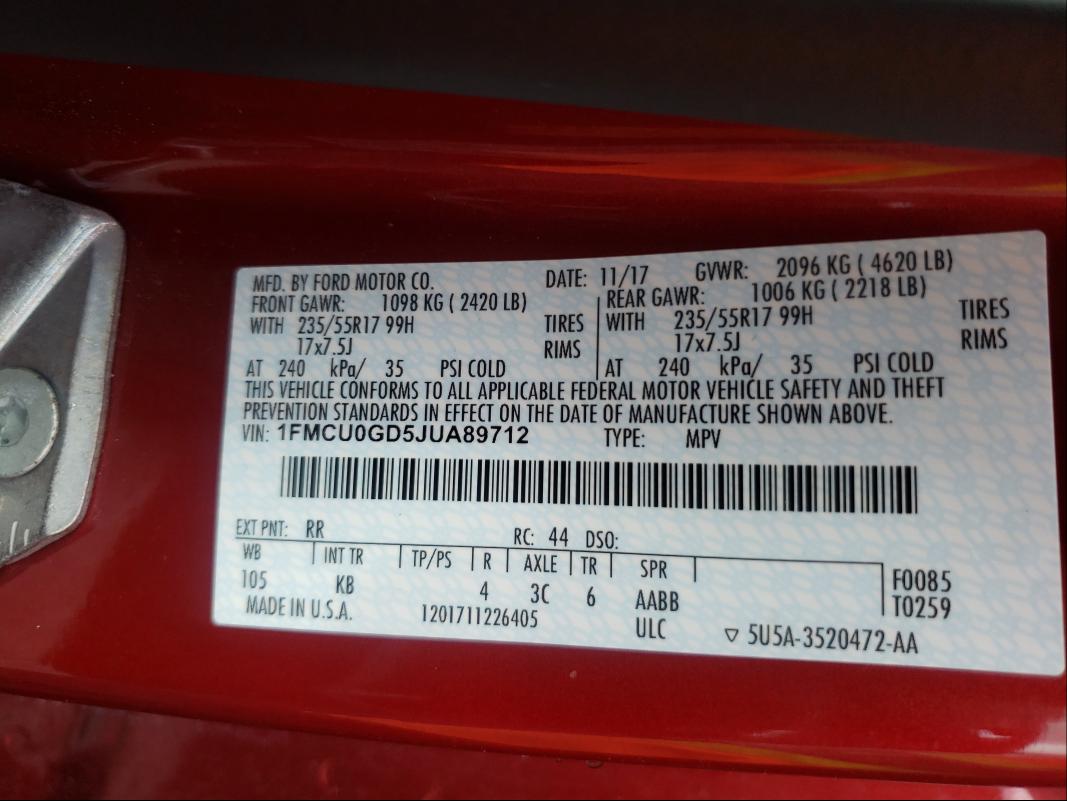 MFD. BY FORD MOTOR CO. DATE: 11/17 GVWR: 2096 KG ( 4620 LB)
FRONT GAWR: 1098 KG ( 2420 LB) REAR GAWR: 1006 KG ( 2218 LB)
WITH 235/55R17 99H TIRES WITH 235/55R17 99H TIRES
17x7.5J RIMS 17x7.5J RIMS
AT 240 kPa/ 35 PSI COLD AT 240 kPa/ 35 PSI COLD
THIS VEHICLE CONFORMS TO ALL APPLICABLE FEDERAL MOTOR VEHICLE SAFETY AND THEFT
PREVENTION STANDARDS IN EFFECT ON THE DATE OF MANUFACTURE SHOWN ABOVE.
VIN: 1FMCU0GD5JUA89712 TYPE: MPV
EXT PNT: RR RC: 44 DSO:
WB INT TR TP/PS R AXLE TR SPR F0085
105 KB 4 3C 6 AABB T0259
MADE IN U.S.A. 1201711226405 ULC ▽ 5U5A-3520472-AA